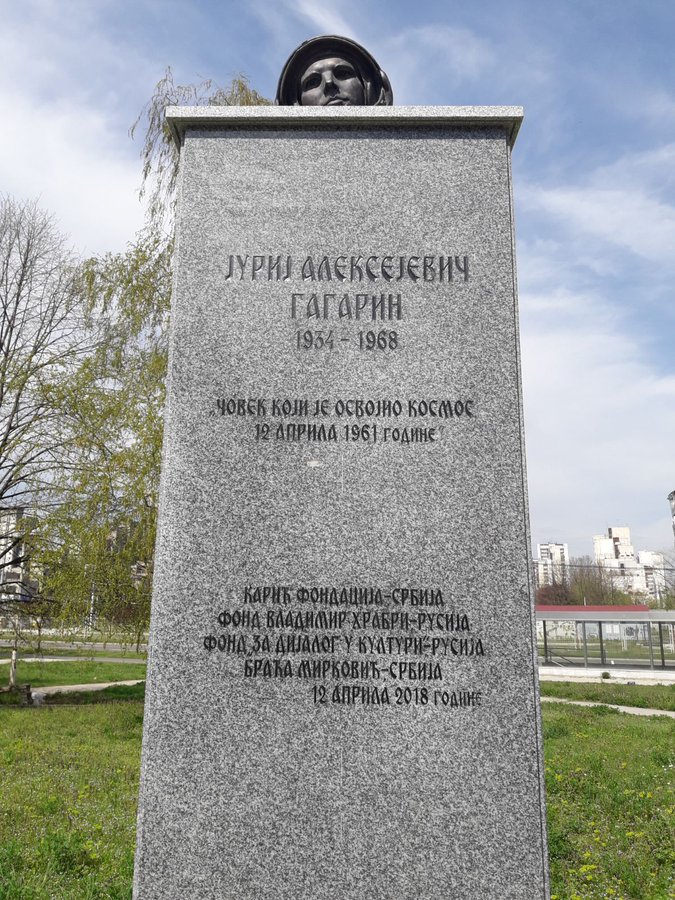 ЈУРИЈ АЛЕКСЕЈЕВИЧ
ГАГАРИН
1934 - 1968
„ЧОВЕК КОЈИ ЈЕ ОСВОЈИО КОСМОС
12 АПРИЛА 1961 ГОДИНЕ"
КАРИЋ ФОНДАЦИЈА-СРБИЈА
ФОНД ВЛАДИМИР ХРАБРИ-РУСИЈА
ФОНД „ЗА ДИЈАЛОГ У КУЛТУРИ"-РУСИЈА
БРАЋА МИРКОВИЋ-СРБИЈА
12 АПРИЛА 2018 ГОДИНЕ